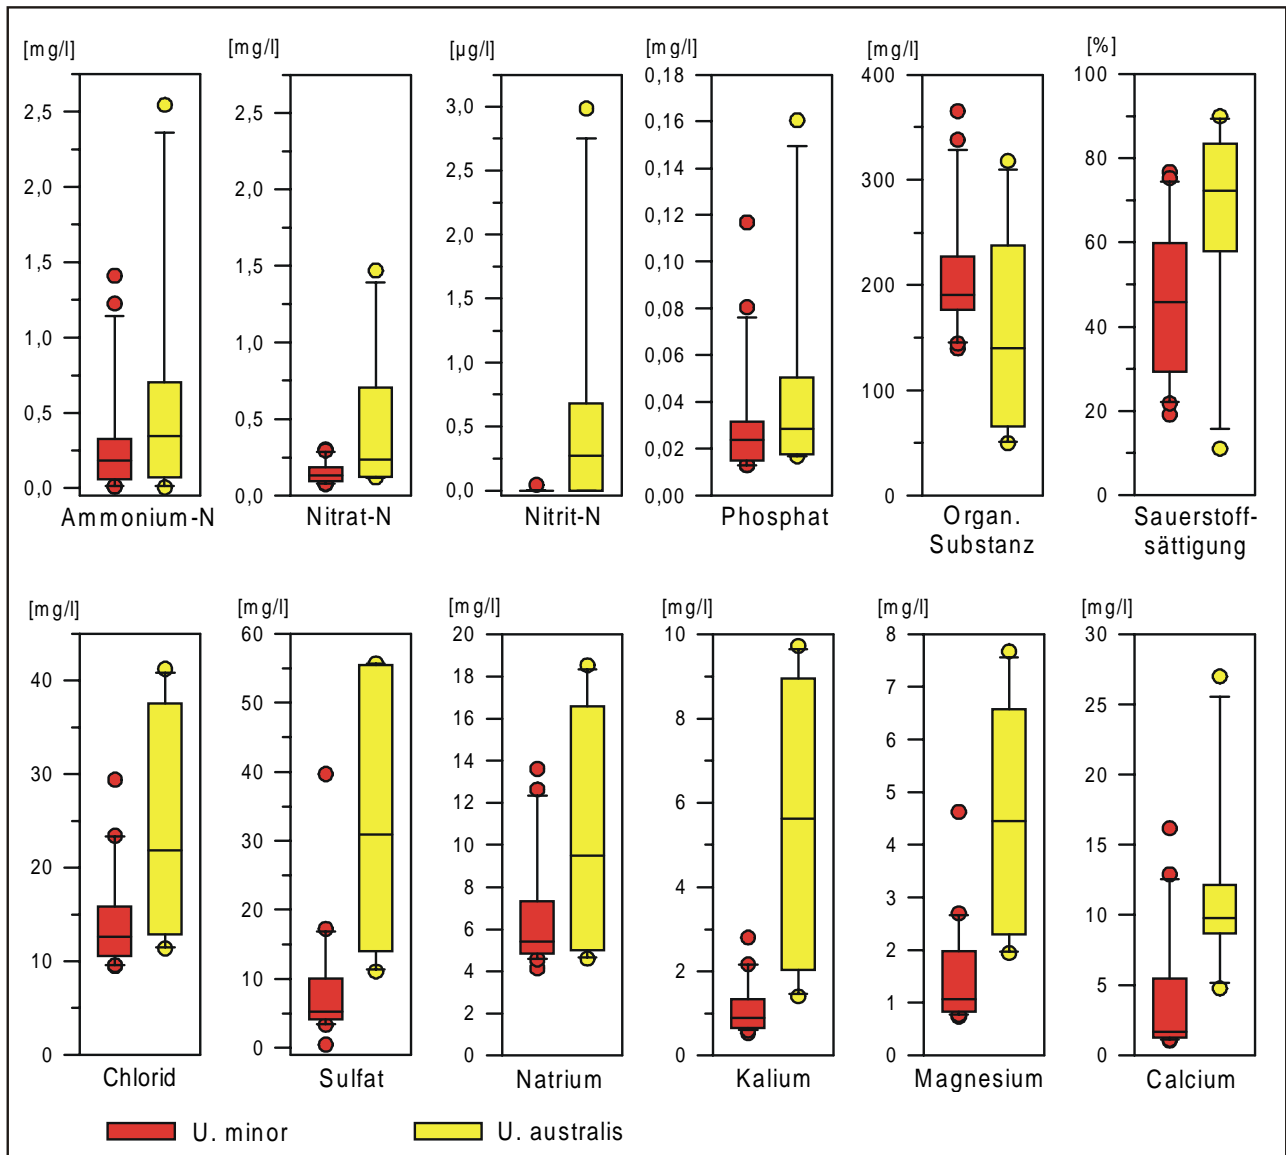 [mg/l] [mg/l] [µg/l] [mg/l] [mg/l] [%]
2,5 2,0 1,5 1,0 0,5 0,0
2,5 2,0 1,5 1,0 0,5 0,0
3,0 2,5 2,0 1,5 1,0 0,5 0,0
0,18 0,16 0,14 0,12 0,10 0,08 0,06 0,04 0,02 0,00
400 300 200 100 0
100 80 60 40 20 0
Ammonium-N Nitrat-N Nitrit-N Phosphat Organ. Sauerstoff-
Substanz sättigung
[mg/l] [mg/l] [mg/l] [mg/l] [mg/l] [mg/l]
40 30 20 10 0
60 50 40 30 20 10 0
20 18 16 14 12 10 8 6 4 2 0
10 8 6 4 2 0
8 7 6 5 4 3 2 1 0
30 25 20 15 10 5 0
Chlorid Sulfat Natrium Kalium Magnesium Calcium
U. minor U. australis